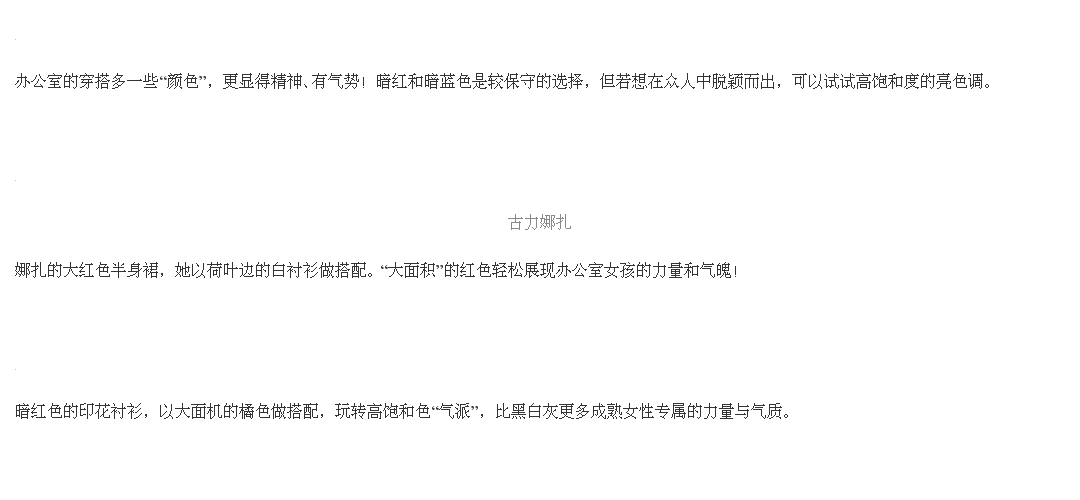 办公室的穿搭多一些“颜色”，更显得精神、有气势！暗红和暗蓝色是较保守的选择，但若想在众人中脱颖而出，可以试试高饱和度的亮色调。
古力娜扎
娜扎的大红色半身裙，她以荷叶边的白衬衫做搭配。“大面积”的红色轻松展现办公室女孩的力量和气魄！
暗红色的印花衬衫，以大面机的橘色做搭配，玩转高饱和色“气派”，比黑白灰更多成熟女性专属的力量与气质。